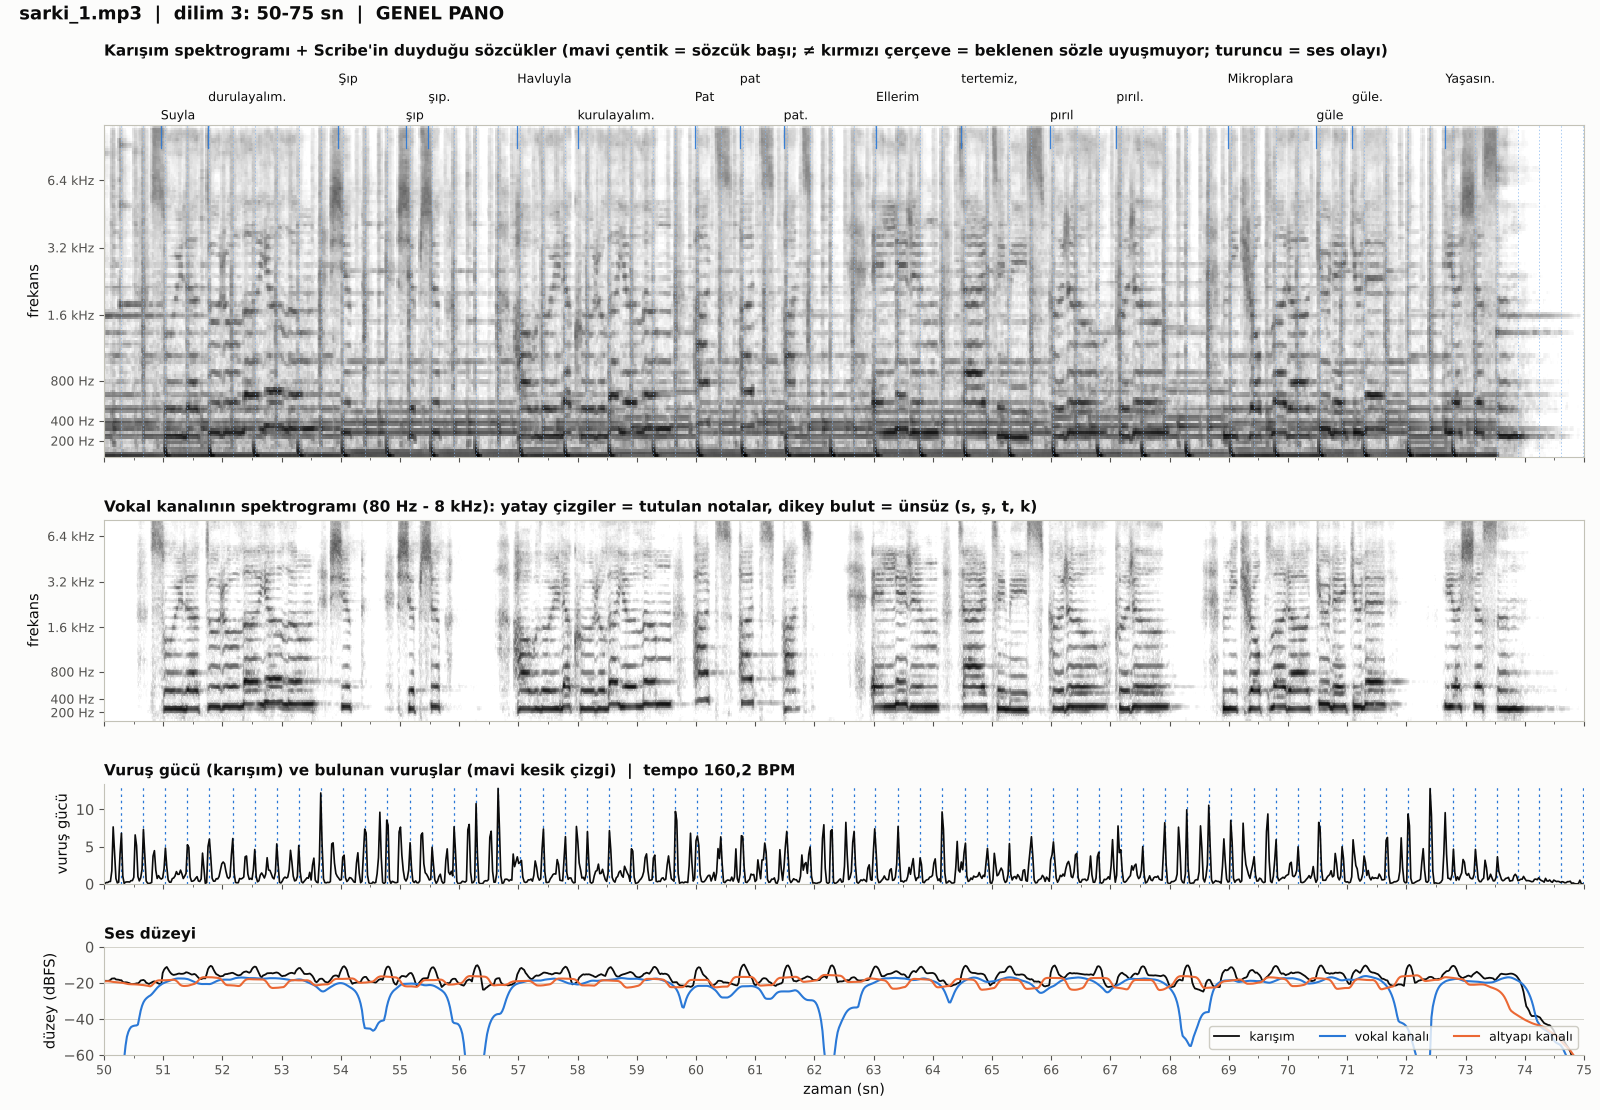 sarki_1.mp3 | dilim 3: 50-75 sn | GENEL PANO
Karışım spektrogramı + Scribe'in duyduğu sözcükler (mavi çentik = sözcük başı; ≠ kırmızı çerçeve = beklenen sözle uyuşmuyor; turuncu = ses olayı)
Şıp Havluyla pat tertemiz, Mikroplara Yaşasın.
durulayalım. şıp. Pat Ellerim pırıl. güle.
Suyla şıp kurulayalım. pat. pırıl güle
frekans
6.4 kHz
3.2 kHz
1.6 kHz
800 Hz
400 Hz
200 Hz
Vokal kanalının spektrogramı (80 Hz - 8 kHz): yatay çizgiler = tutulan notalar, dikey bulut = ünsüz (s, ş, t, k)
frekans
6.4 kHz
3.2 kHz
1.6 kHz
800 Hz
400 Hz
200 Hz
Vuruş gücü (karışım) ve bulunan vuruşlar (mavi kesik çizgi) | tempo 160,2 BPM
vuruş gücü
10
5
0
Ses düzeyi
düzey (dBFS)
0
−20
−40
−60
karışım vokal kanalı altyapı kanalı
50 51 52 53 54 55 56 57 58 59 60 61 62 63 64 65 66 67 68 69 70 71 72 73 74 75
zaman (sn)